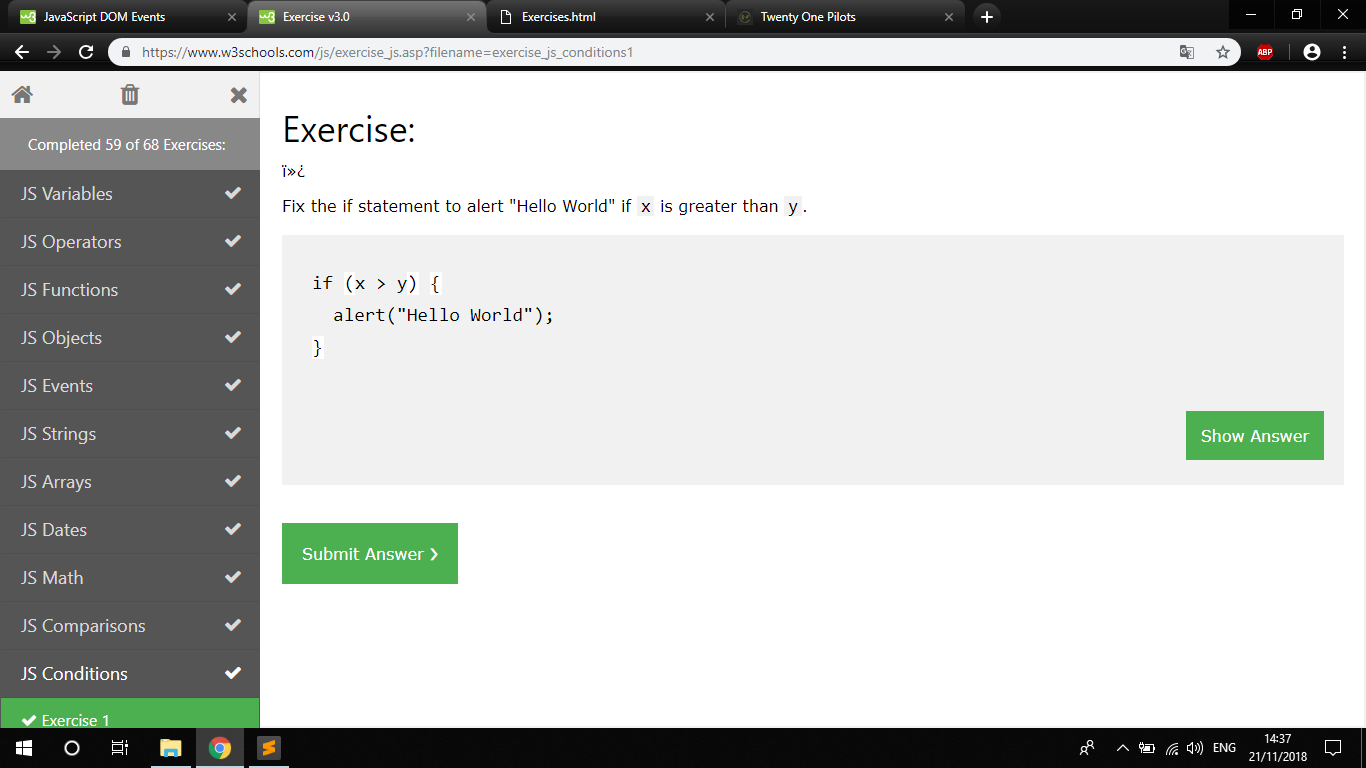 JavaScript DOM Events
Exercise v3.0
Exercises.html
Twenty One Pilots
https://www.w3schools.com/js/exercise_js.asp?filename=exercise_js_conditions1
ABP
Completed 59 of 68 Exercises:
JS Variables
JS Operators
JS Functions
JS Objects
JS Events
JS Strings
JS Arrays
JS Dates
JS Math
JS Comparisons
JS Conditions
Exercise 1
Exercise:
ï»¿
Fix the if statement to alert "Hello World" if x is greater than y.
if (x > y) {
alert("Hello World");
}
Show Answer
Submit Answer ❯
ENG
14:37
21/11/2018